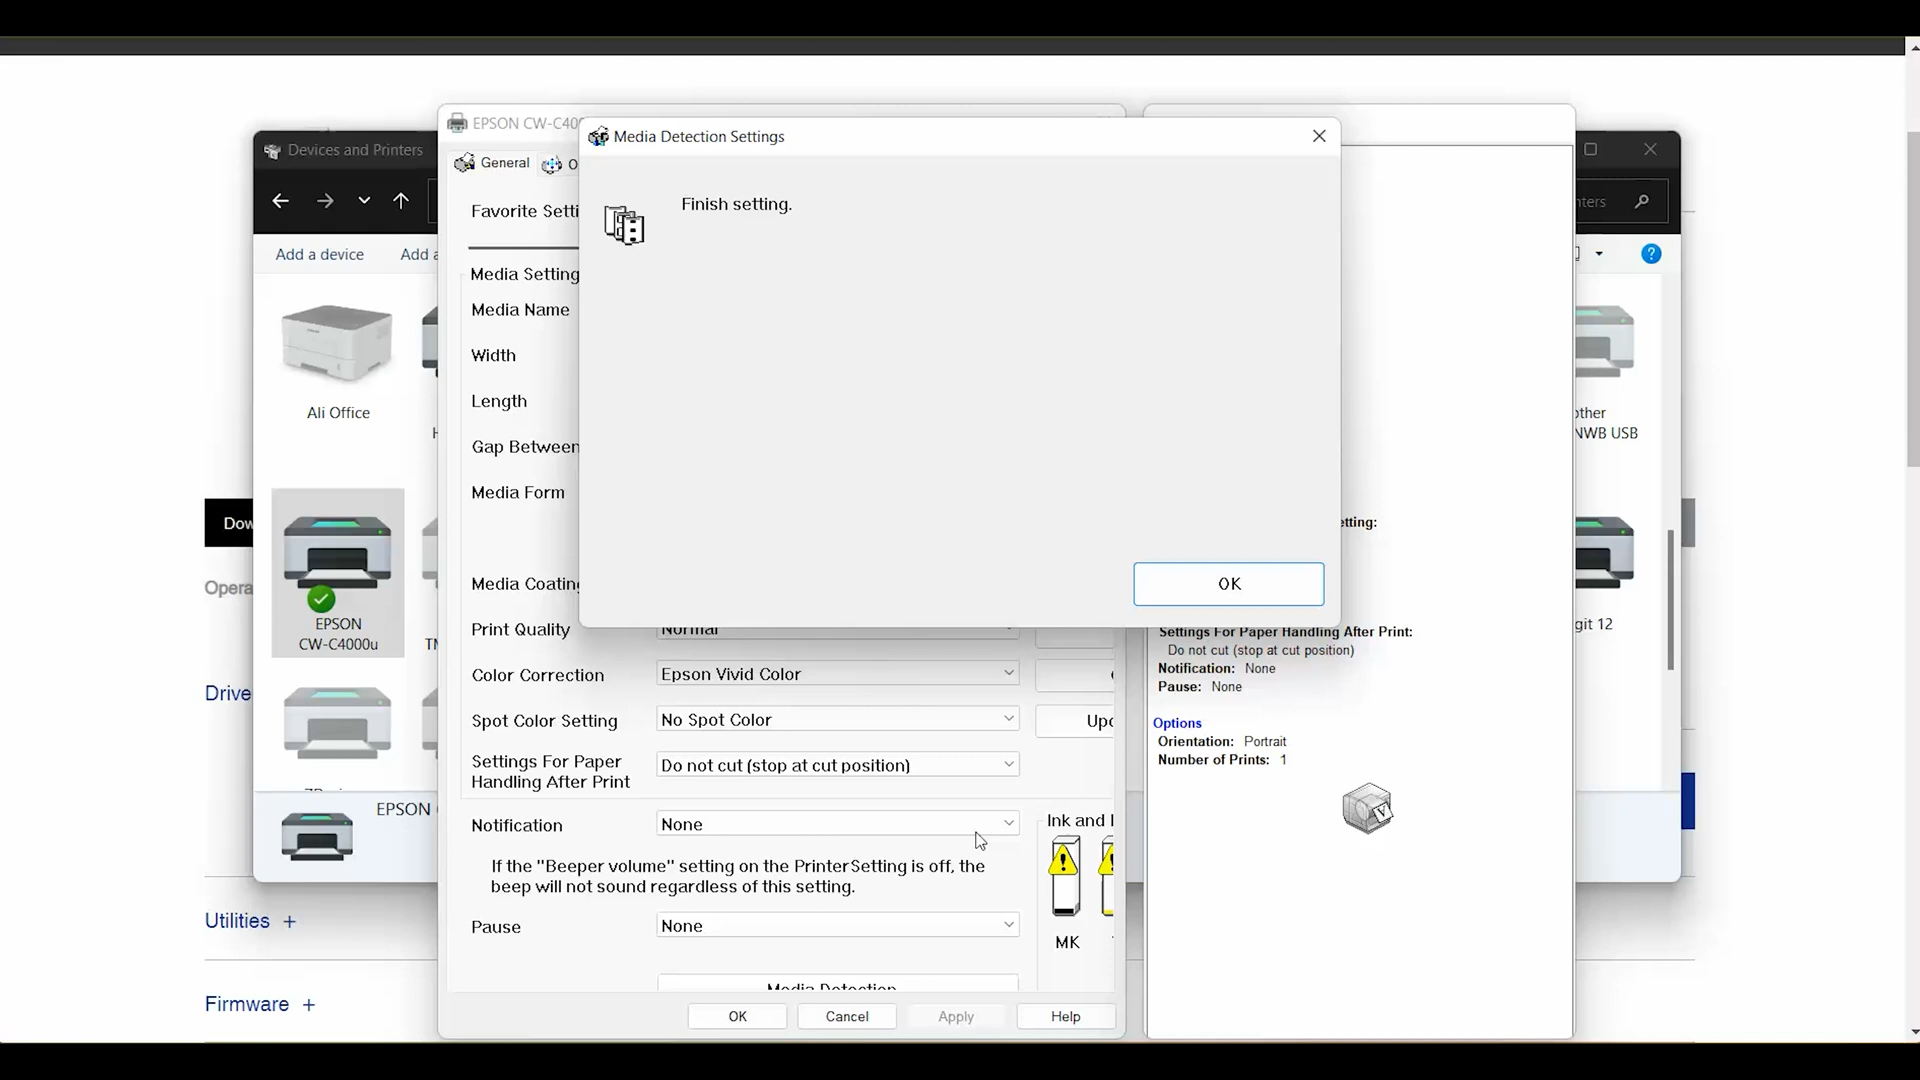 EPSON CW-C40
Media Detection Settings
Devices and Printers
General
Finish setting.
Favorite Setti
Add a device
Add a
Media Setting
Media Name
Width
Ali Office
Length
Gap Between
Media Form
NWB USB
Dow
etting:
Opera
Media Coating
OK
EPSON
CW-C4000u
Print Quality
Normal
Settings For Paper Handling After Print:
Do not cut (stop at cut position)
Notification: None
Pause: None
git 12
Drive
Color Correction
Epson Vivid Color
Spot Color Setting
No Spot Color
Upd
Options
Orientation: Portrait
Number of Prints: 1
Settings For Paper
Handling After Print
Do not cut (stop at cut position)
EPSON
Notification
None
Ink and
If the "Beeper volume" setting on the PrinterSetting is off, the
beep will not sound regardless of this setting.
Utilities +
Pause
None
MK
Media Detection
Firmware +
OK
Cancel
Apply
Help